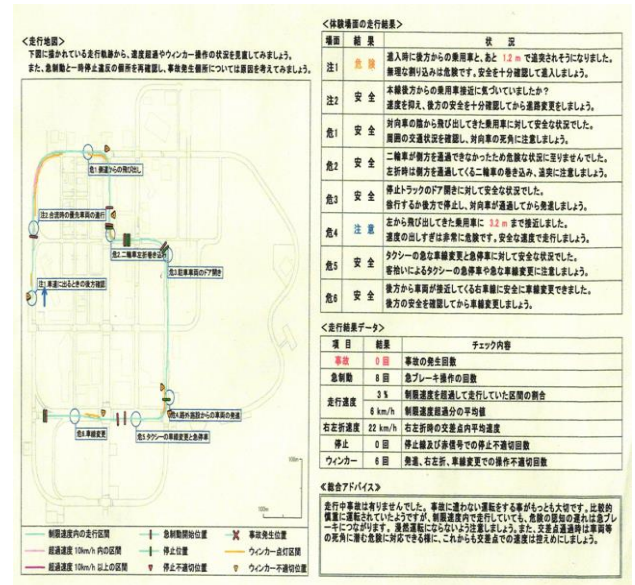 <走行地図>
下図に描かれている走行軌跡から、速度超過やウィンカー操作の状況を見直してみましょう。
また、急制動と一時停止違反の個所を再確認し、事故発生個所については原因を考えてみましょう。
危1.側道からの飛び出し
注2.合流時の優先車両の進行
危2.二輪車左折巻き込み
危3.駐車車両のドア開き
注1.車道に出るときの後方確認
危4.路外施設からの車両の発進
危6.車線変更
危5.タクシーの車線変更と急停車
100m
100m
制限速度内の走行区間
急制動開始位置
事故発生位置
超過速度 10km/h 内の区間
停止位置
ウィンカー点灯区間
超過速度 10km/h 以上の区間
停止不適切位置
ウィンカー不適切位置
<体験場面の走行結果>
場面 結 果 状 況
注1 危 険 進入時に後方からの乗用車と、あと 1.2 m で追突されそうになりました。
無理な割り込みは危険です。安全を十分確認して進入しましょう。
注2 安 全 本線後方からの乗用車接近に気づいていましたか?
速度を抑え、後方の安全を十分確認してから進路変更をしましょう。
危1 安 全 対向車の陰から飛び出してきた乗用車に対して安全な状況でした。
周囲の交通状況を確認し、対向車の死角に注意しましょう。
危2 安 全 二輪車が側方を通過できなかったため危険な状況に至りませんでした。
左折時は側方を通過してくる二輪車の巻き込み、追突に注意しましょう。
危3 安 全 停止トラックのドア開きに対して安全な状況でした。
徐行するか後方で停止し、対向車が通過してから発進しましょう。
危4 注 意 左から飛び出してきた乗用車に 3.2 m まで接近しました。
速度の出しすぎは非常に危険です。安全な速度で走行しましょう。
危5 安 全 タクシーの急な車線変更と急停車に対して安全な状況でした。
客拾いによるタクシーの急停車や急な車線変更に注意しましょう。
危6 安 全 後方から車両が接近してくる右車線に安全に車線変更できました。
後方の安全を確認してから車線変更しましょう。
<走行結果データ>
項 目 結果 チェック内容
事故 0 回 事故の発生回数
急制動 8 回 急ブレーキ操作の回数
走行速度 3 % 制限速度を超過して走行していた区間の割合
6 km/h 制限速度超過分の平均値
右左折速度 22 km/h 右左折時の交差点内平均速度
停止 0 回 停止線及び赤信号での停止不適切回数
ウィンカー 6 回 発進、右左折、車線変更での操作不適切回数
<総合アドバイス>
走行中事故は有りませんでした。事故に遭わない運転をする事がもっとも大切です。比較的
慎重に運転されていたようですが、制限速度内で走行していても、危険の認知の遅れは急ブレ
ーキにつながります。漫然運転にならないよう注意しましょう。また、交差点通過時は車両等
の死角に潜む危険に対応できる様に、これからも交差点での速度は控えめにしましょう。